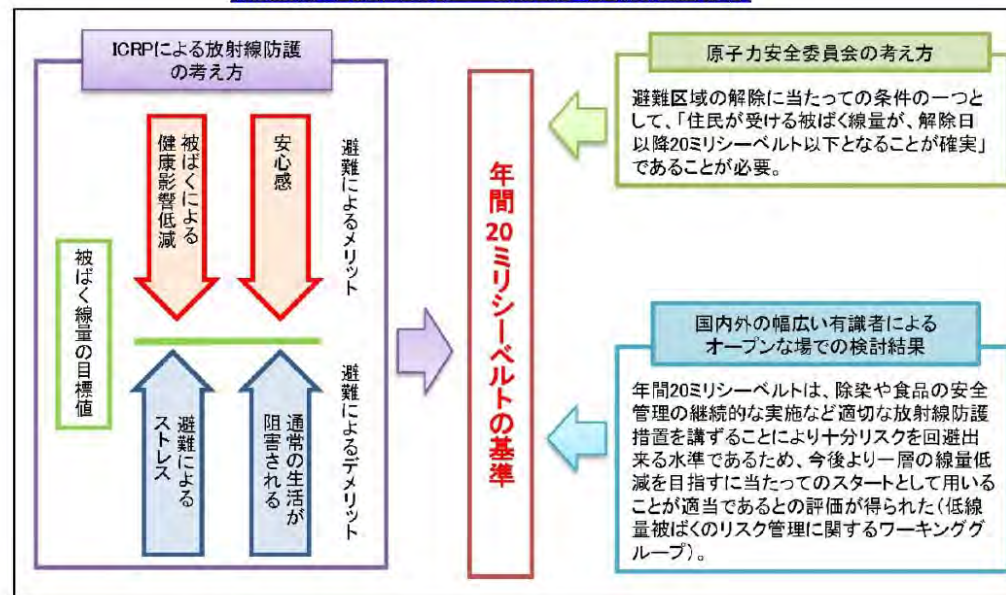 ICRPによる放射線防護
の考え方
被ばくによる
健康影響低減
安心感
避難によるメリット
被ばく線量の目標値
避難による
ストレス
通常の生活が
阻害される
避難によるデメリット
年間20ミリシーベルトの基準
原子力安全委員会の考え方
避難区域の解除に当たっての条件の一つと
して、「住民が受ける被ばく線量が、解除日
以降20ミリシーベルト以下となることが確実」
であることが必要。
国内外の幅広い有識者による
オープンな場での検討結果
年間20ミリシーベルトは、除染や食品の安全
管理の継続的な実施など適切な放射線防護
措置を講ずることにより十分リスクを回避出
来る水準であるため、今後より一層の線量低
減を目指すに当たってのスタートとして用いる
ことが適当であるとの評価が得られた(低線
量被ばくのリスク管理に関するワーキンググ
ループ)。